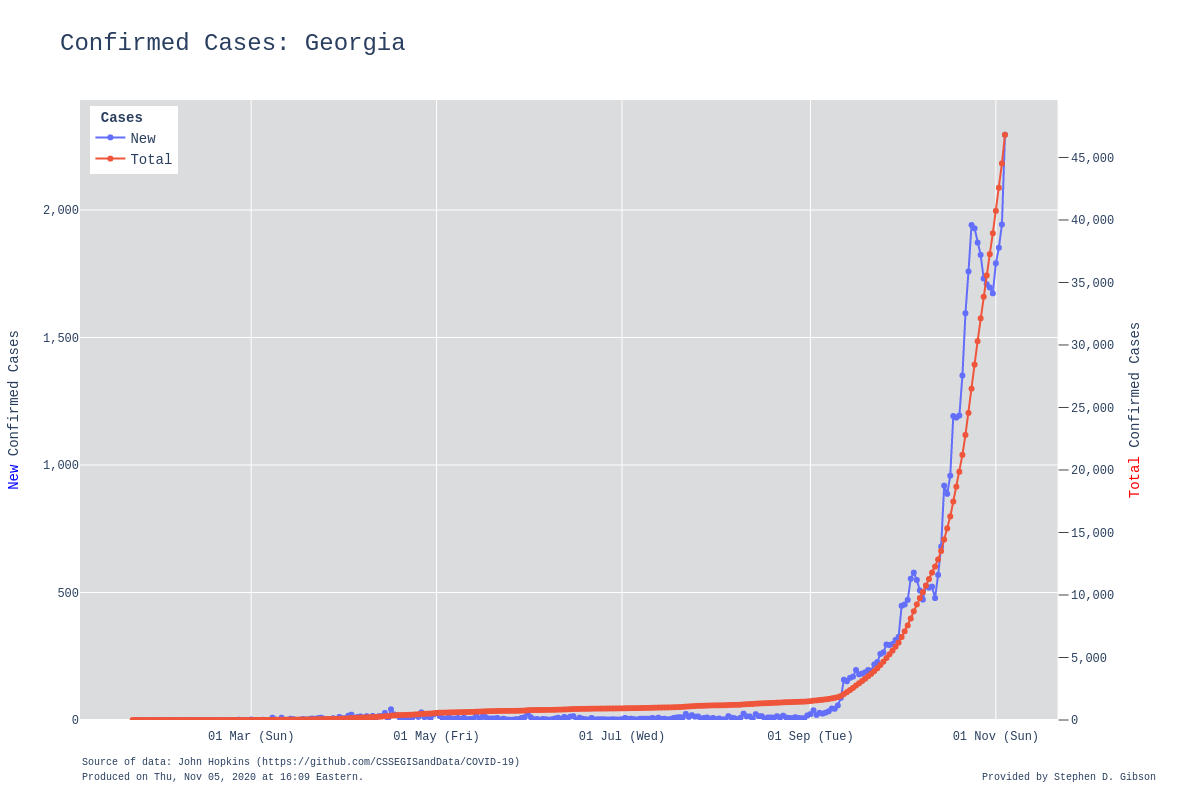 Confirmed Cases: Georgia
Cases
New
Total
2,000
1,500
1,000
500
0
New Confirmed Cases
45,000
40,000
35,000
30,000
25,000
20,000
15,000
10,000
5,000
0
Total Confirmed Cases
01 Mar (Sun)
01 May (Fri)
01 Jul (Wed)
01 Sep (Tue)
01 Nov (Sun)
Source of data: John Hopkins (https://github.com/CSSEGISandData/COVID-19)
Produced on Thu, Nov 05, 2020 at 16:09 Eastern.
Provided by Stephen D. Gibson